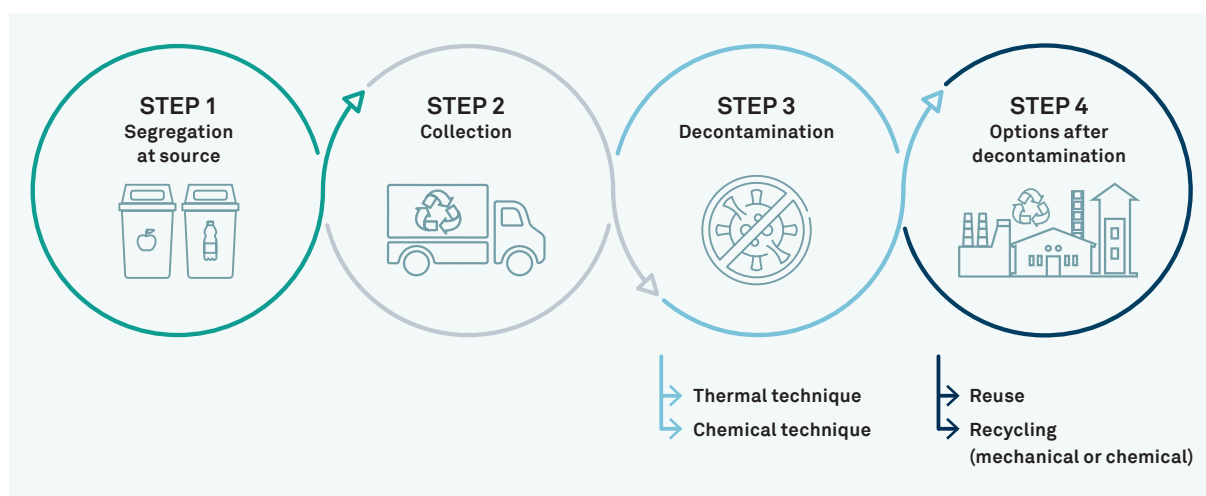 STEP 1
Segregation
at source
STEP 2
Collection
STEP 3
Decontamination
STEP 4
Options after
decontamination
Thermal technique
Chemical technique
Reuse
Recycling
(mechanical or chemical)